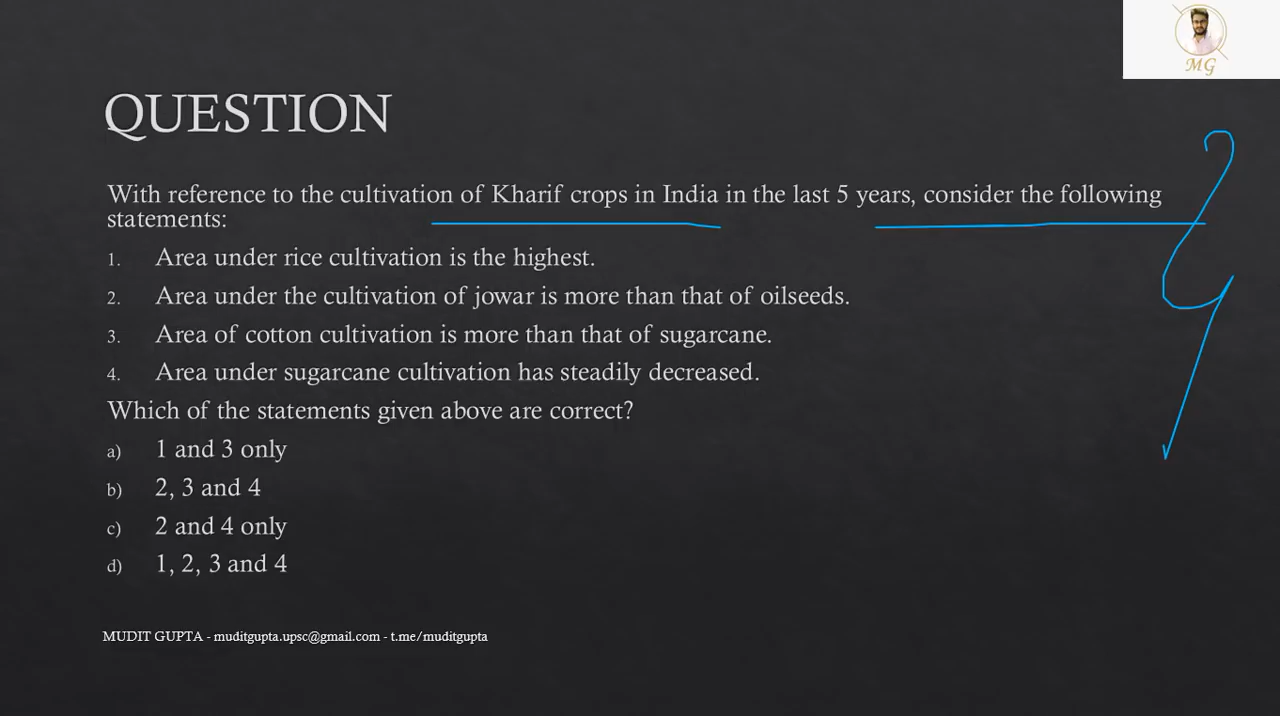 MG
QUESTION
With reference to the cultivation of Kharif crops in India in the last 5 years, consider the following
statements:
1. Area under rice cultivation is the highest.
2. Area under the cultivation of jowar is more than that of oilseeds.
3. Area of cotton cultivation is more than that of sugarcane.
4. Area under sugarcane cultivation has steadily decreased.
Which of the statements given above are correct?
a) 1 and 3 only
b) 2, 3 and 4
c) 2 and 4 only
d) 1, 2, 3 and 4
MUDIT GUPTA - muditgupta.upsc@gmail.com - t.me/muditgupta